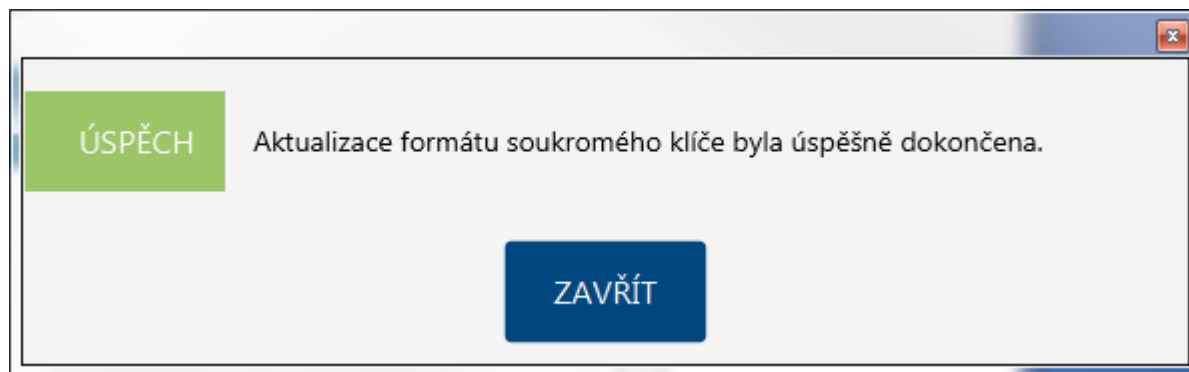 ÚSPĚCH Aktualizace formátu soukromého klíče byla úspěšně dokončena.
ZAVŘÍT